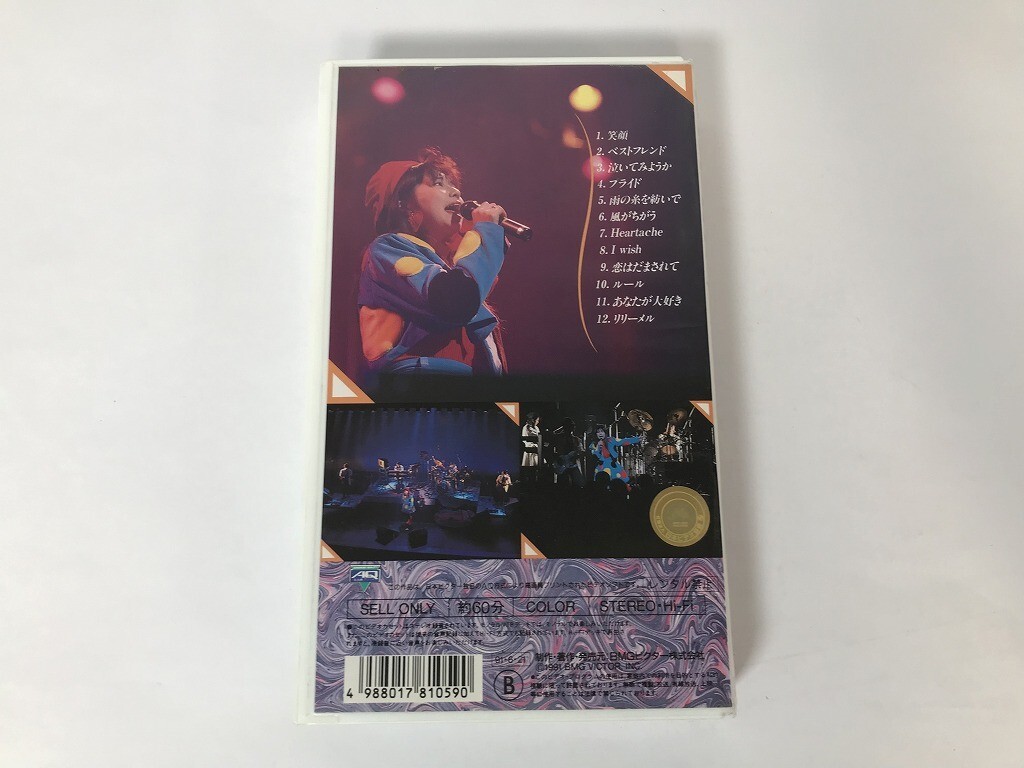 1. 笑顔
2. ベストフレンド
3. 泣いてみようか
4. プライド
5. 雨の糸を紡いで
6. 風がちがう
7. Heartache
8. I wish
9. 恋はだまされて
10. ルール
11. あなたが大好き
12. リリーメル
レンタル禁止
SELL ONLY 約60分 COLOR STEREO・Hi-Fi
91・6・21 制作・著作・発売元:BMGビクター株式会社
B ©1991 BMG VICTOR, INC.
4 988017 810590